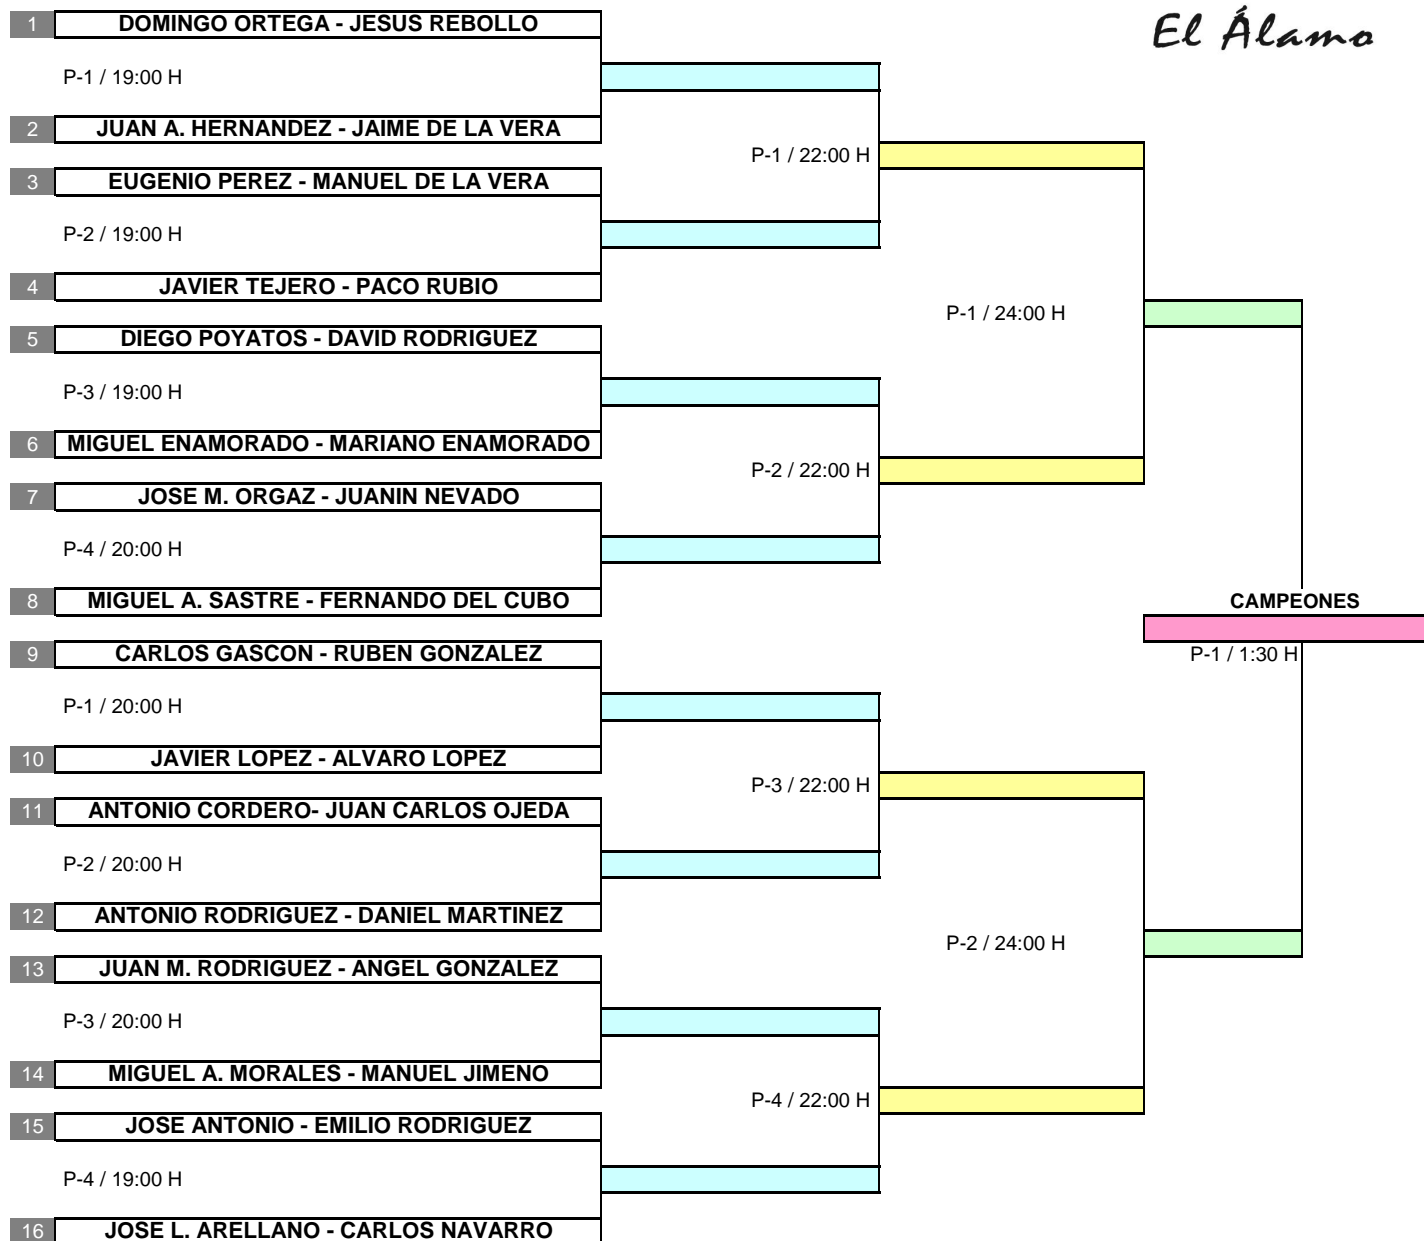 El Álamo
1 DOMINGO ORTEGA - JESUS REBOLLO
P-1 / 19:00 H
2 JUAN A. HERNANDEZ - JAIME DE LA VERA
P-1 / 22:00 H
3 EUGENIO PEREZ - MANUEL DE LA VERA
P-2 / 19:00 H
4 JAVIER TEJERO - PACO RUBIO
P-1 / 24:00 H
5 DIEGO POYATOS - DAVID RODRIGUEZ
P-3 / 19:00 H
6 MIGUEL ENAMORADO - MARIANO ENAMORADO
P-2 / 22:00 H
7 JOSE M. ORGAZ - JUANIN NEVADO
P-4 / 20:00 H
8 MIGUEL A. SASTRE - FERNANDO DEL CUBO
CAMPEONES
9 CARLOS GASCON - RUBEN GONZALEZ
P-1 / 1:30 H
P-1 / 20:00 H
10 JAVIER LOPEZ - ALVARO LOPEZ
P-3 / 22:00 H
11 ANTONIO CORDERO- JUAN CARLOS OJEDA
P-2 / 20:00 H
12 ANTONIO RODRIGUEZ - DANIEL MARTINEZ
P-2 / 24:00 H
13 JUAN M. RODRIGUEZ - ANGEL GONZALEZ
P-3 / 20:00 H
14 MIGUEL A. MORALES - MANUEL JIMENO
P-4 / 22:00 H
15 JOSE ANTONIO - EMILIO RODRIGUEZ
P-4 / 19:00 H
16 JOSE L. ARELLANO - CARLOS NAVARRO